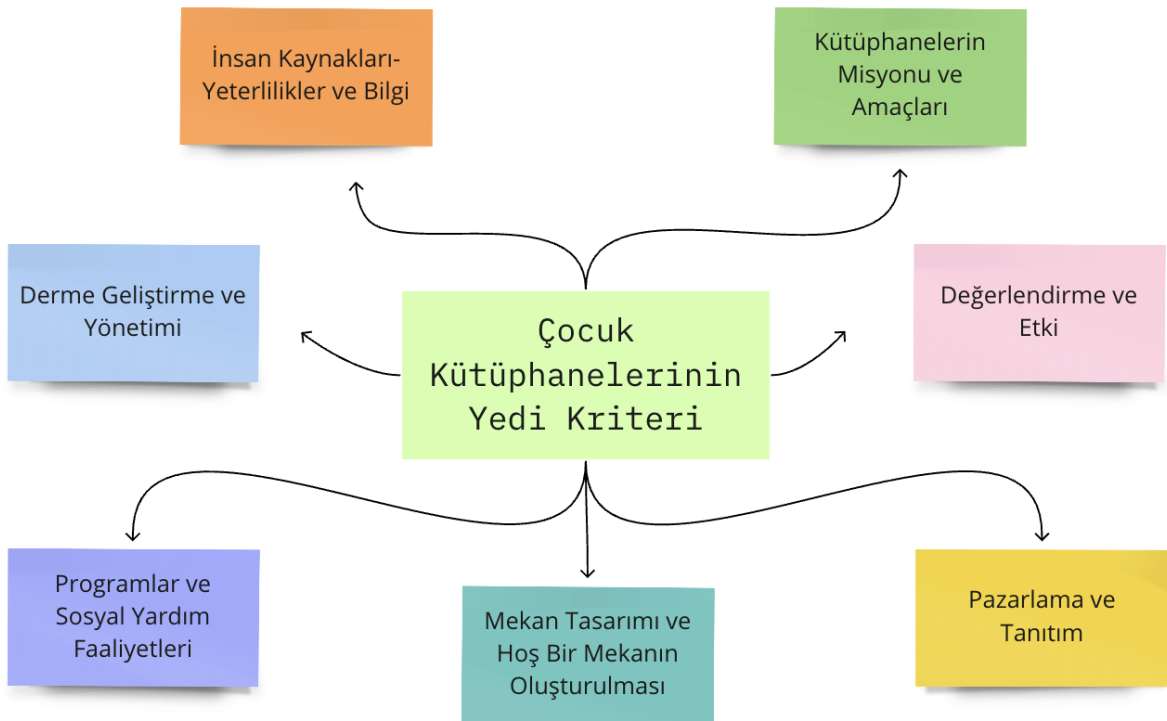 İnsan Kaynakları-
Yeterlilikler ve Bilgi
Kütüphanelerin
Misyonu ve
Amaçları
Derme Geliştirme ve
Yönetimi
Çocuk
Kütüphanelerinin
Yedi Kriteri
Değerlendirme ve
Etki
Programlar ve
Sosyal Yardım
Faaliyetleri
Mekan Tasarımı ve
Hoş Bir Mekanın
Oluşturulması
Pazarlama ve
Tanıtım